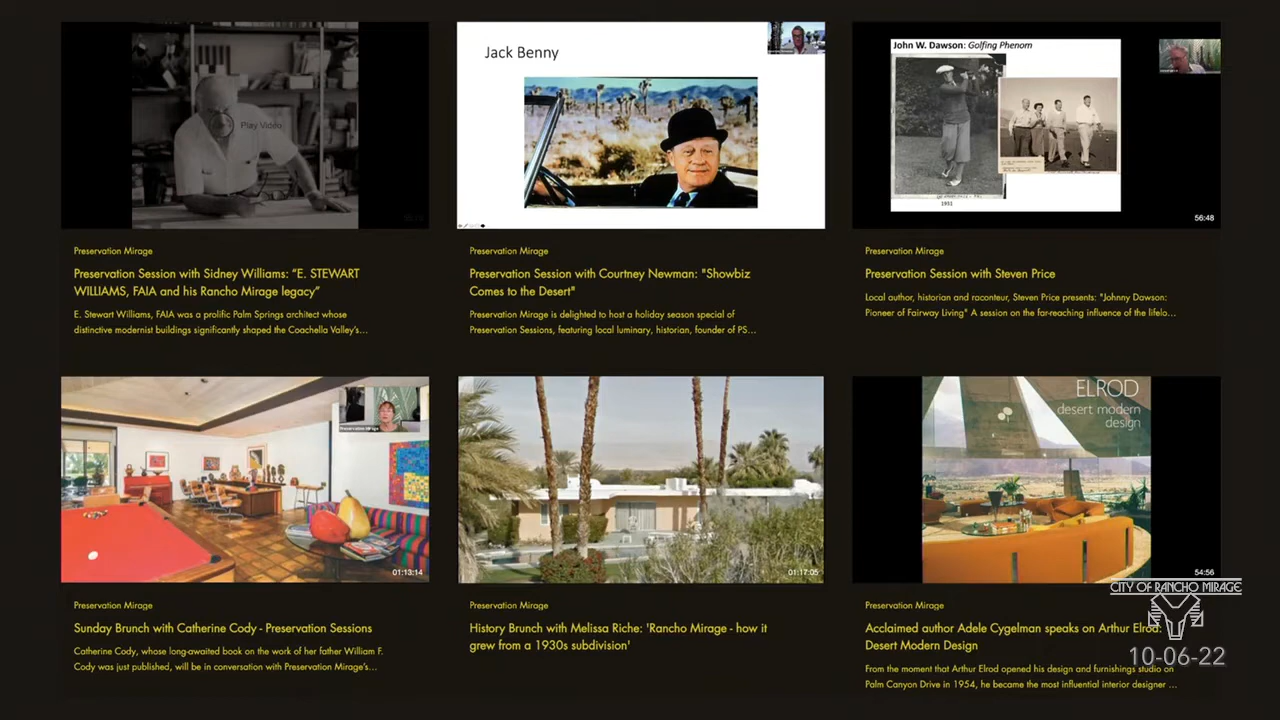 Play Video
Jack Benny
John W. Dawson: Golfing Phenom
1951
56:48
Preservation Mirage
Preservation Session with Sidney Williams: “E. STEWART
WILLIAMS, FAIA and his Rancho Mirage legacy”
E. Stewart Williams, FAIA was a prolific Palm Springs architect whose
distinctive modernist buildings significantly shaped the Coachella Valley's...
Preservation Mirage
Preservation Session with Courtney Newman: "Showbiz
Comes to the Desert"
Preservation Mirage is delighted to host a holiday season special of
Preservation Sessions, featuring local luminary, historian, founder of PS...
Preservation Mirage
Preservation Session with Steven Price
Local author, historian and raconteur, Steven Price presents: "Johnny Dawson:
Pioneer of Fairway Living" A session on the far-reaching influence of the lifelo...
Preservation Mirage
01:13:14
01:17:05
ELROD
desert modern
design
54:56
Preservation Mirage
Sunday Brunch with Catherine Cody - Preservation Sessions
Catherine Cody, whose long-awaited book on the work of her father William F.
Cody was just published, will be in conversation with Preservation Mirage's...
Preservation Mirage
History Brunch with Melissa Riche: 'Rancho Mirage - how it
grew from a 1930s subdivision'
Preservation Mirage
Acclaimed author Adele Cygelman speaks on Arthur Elrod:
Desert Modern Design
From the moment that Arthur Elrod opened his design and furnishings studio on
Palm Canyon Drive in 1954, he became the most influential interior designer ...
CITY OF RANCHO MIRAGE
10-06-22